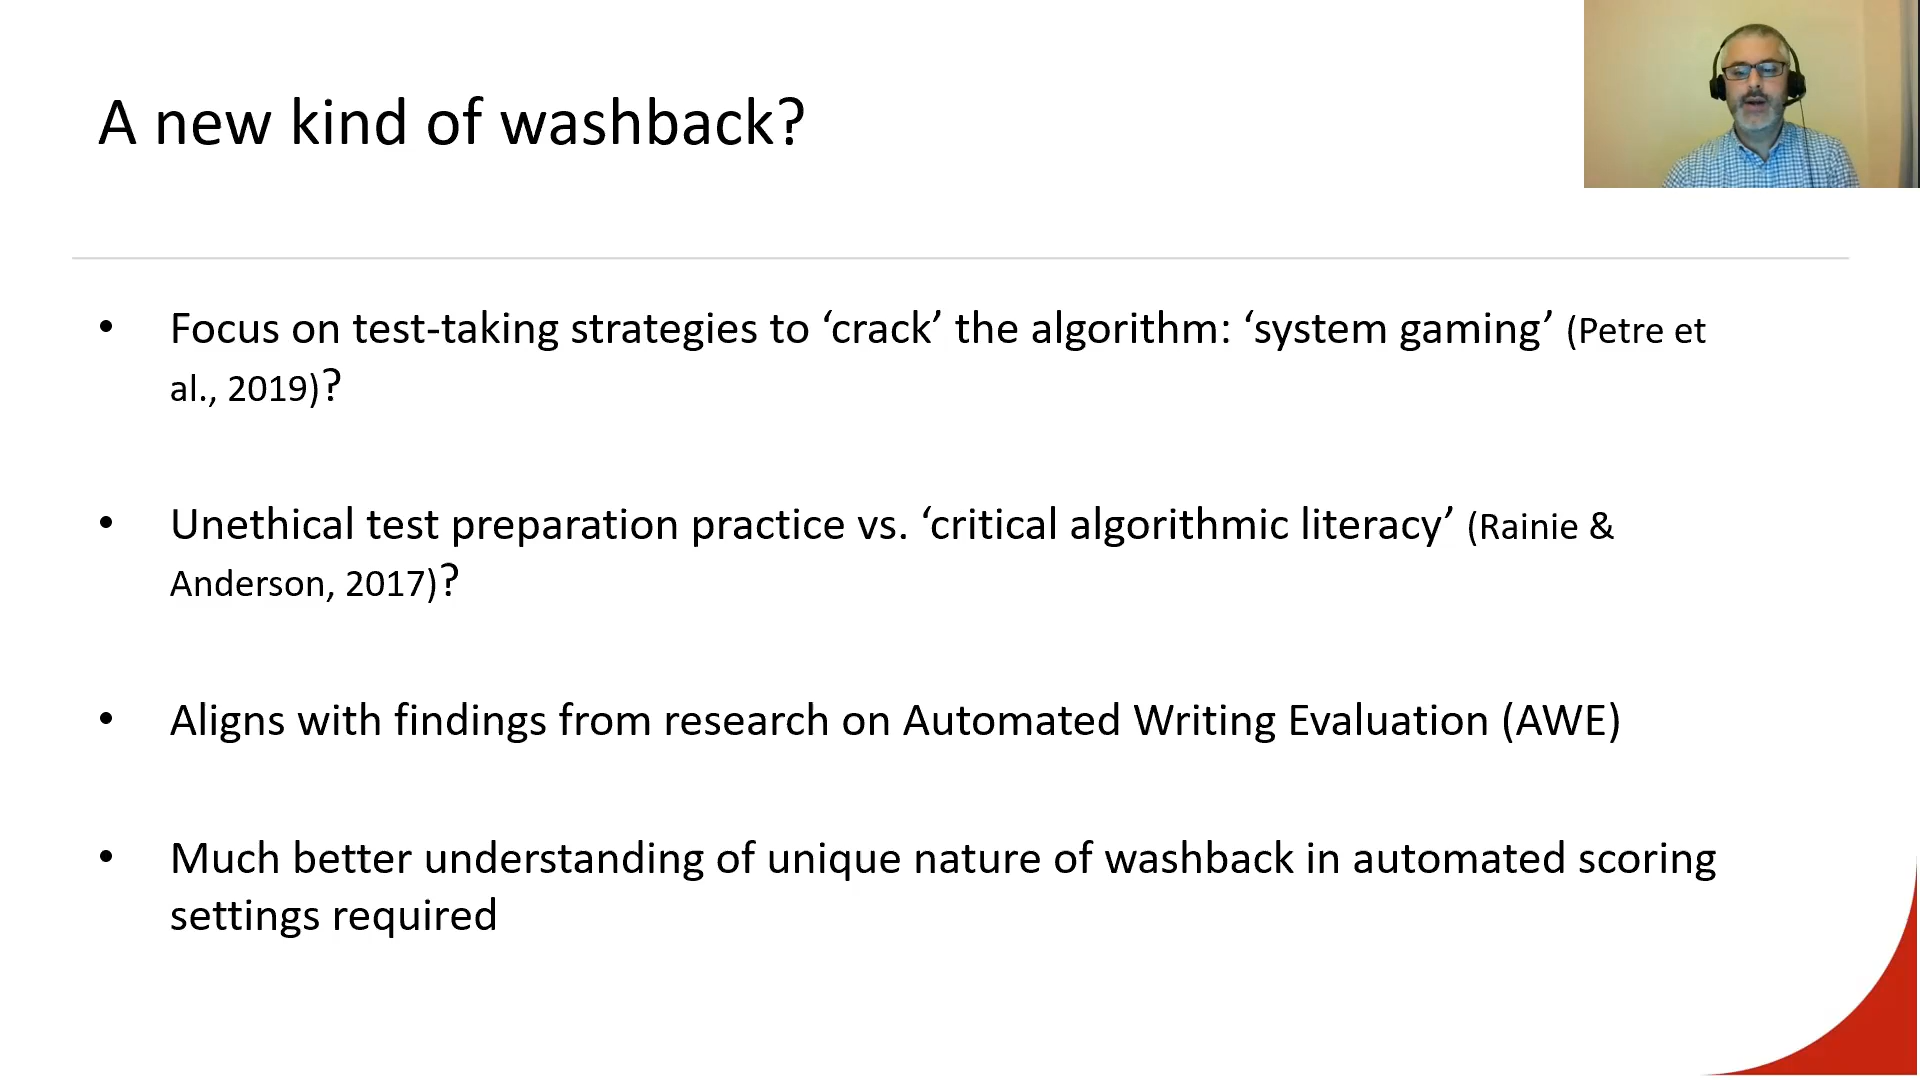 A new kind of washback?
• Focus on test-taking strategies to ‘crack’ the algorithm: ‘system gaming’ (Petre et
al., 2019)?
• Unethical test preparation practice vs. ‘critical algorithmic literacy’ (Rainie &
Anderson, 2017)?
• Aligns with findings from research on Automated Writing Evaluation (AWE)
• Much better understanding of unique nature of washback in automated scoring
settings required